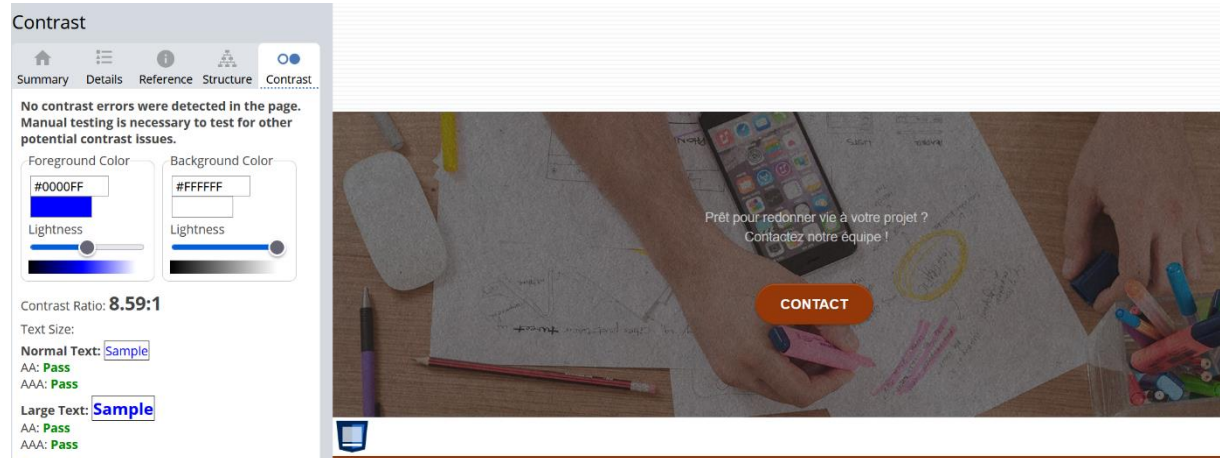 Contrast
Summary
Details
Reference
Structure
Contrast
No contrast errors were detected in the page.
Manual testing is necessary to test for other
potential contrast issues.
Foreground Color
#0000FF
Lightness
Background Color
#FFFFFF
Lightness
Contrast Ratio: 8.59:1
Text Size:
Normal Text: Sample
AA: Pass
AAA: Pass
Large Text: Sample
AA: Pass
AAA: Pass
Prêt pour redonner vie à votre projet ?
Contactez notre équipe !
CONTACT